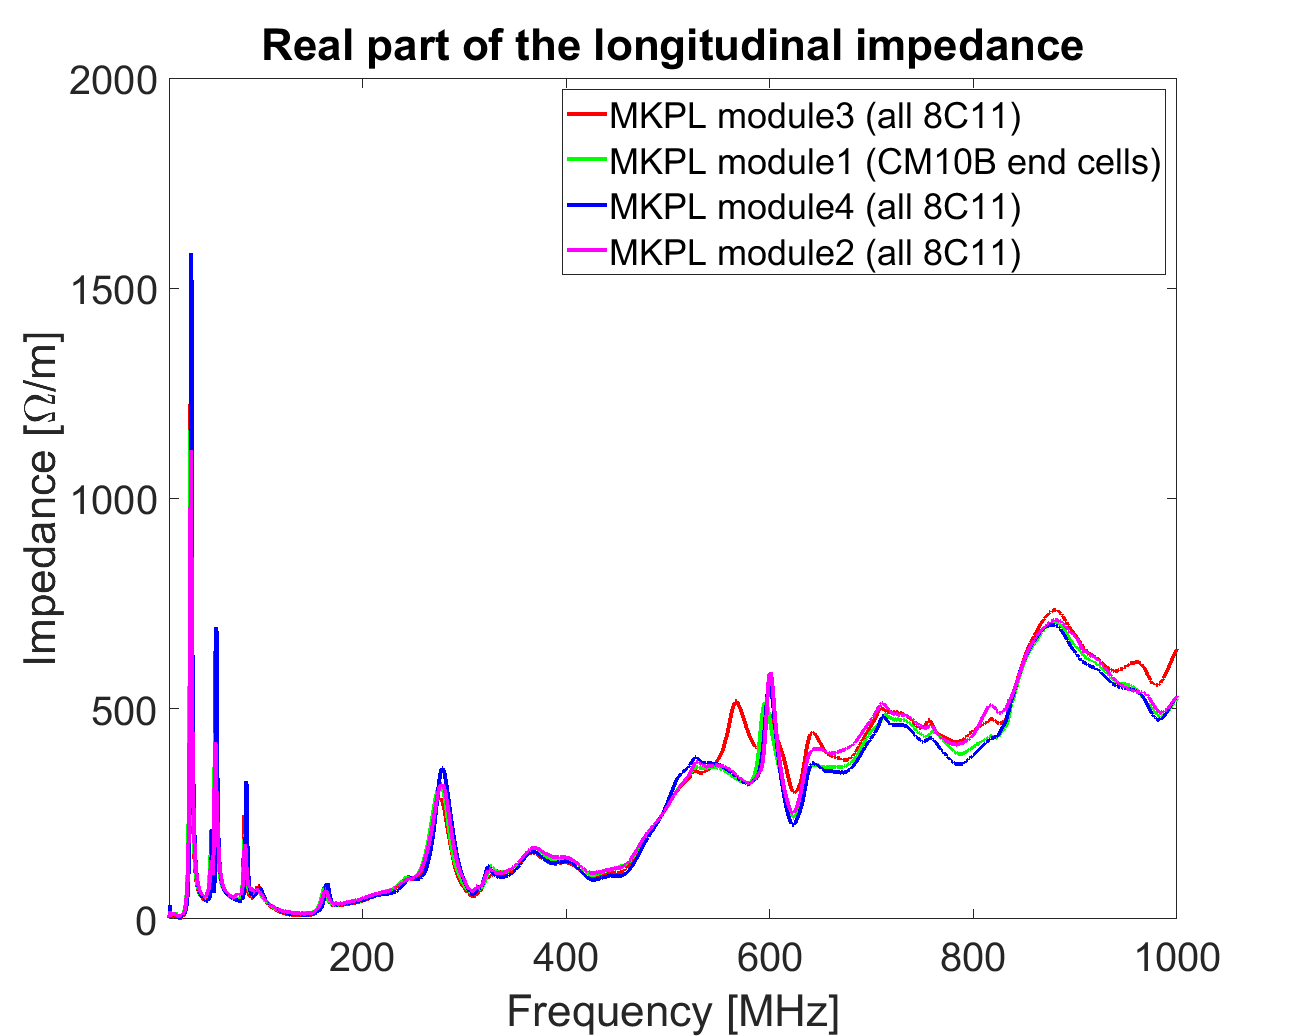 Real part of the longitudinal impedance
2000
1500
1000
500
0
Impedance [Ω/m]
MKPL module3 (all 8C11)
MKPL module1 (CM10B end cells)
MKPL module4 (all 8C11)
MKPL module2 (all 8C11)
200 400 600 800 1000
Frequency [MHz]